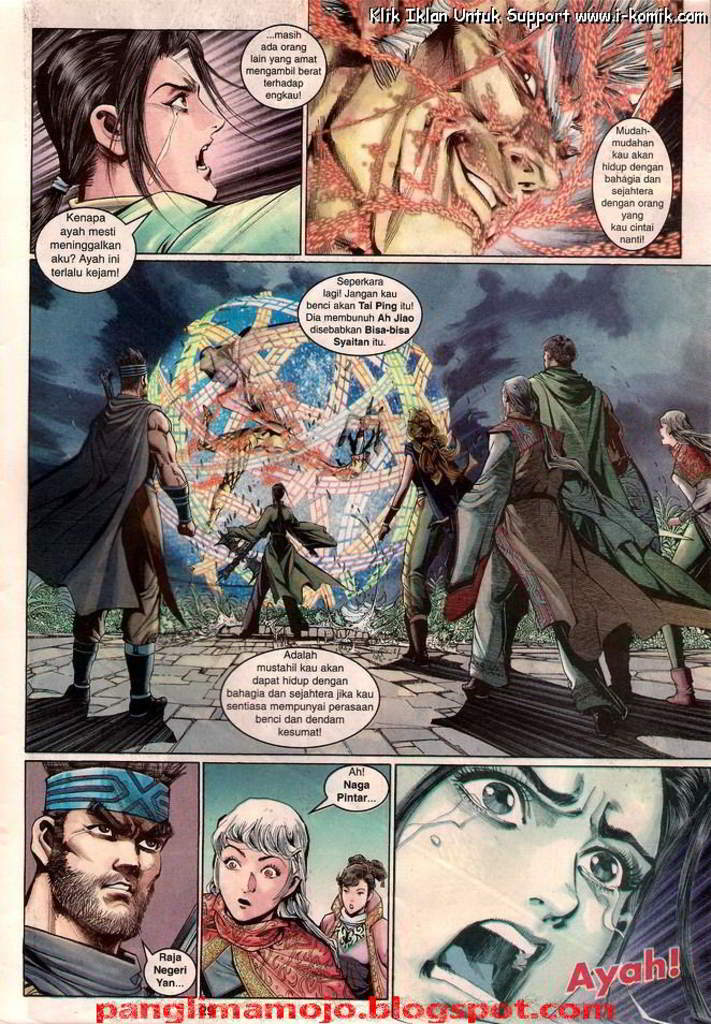 Klik Iklan Untuk Support www.i-komik.com
...masih
ada orang
lain yang amat
mengambil berat
terhadap
engkau!
Kenapa
ayah mesti
meninggalkan
aku? Ayah ini
terlalu kejam!
Mudah-
mudahan
kau akan
hidup dengan
bahagia dan
sejahtera
dengan orang
yang
kau cintai
nanti!
Seperkara
lagi! Jangan kau
benci akan Tai Ping itu!
Dia membunuh Ah Jiao
disebabkan Bisa-bisa
Syaitan itu.
Adalah
mustahil kau akan
dapat hidup dengan
bahagia dan sejahtera jika kau
sentiasa mempunyai perasaan
benci dan dendam
kesumat!
Raja
Negeri
Yan...
Ah!
Naga
Pintar...
Ayah!
panglimamojo.blogspot.com